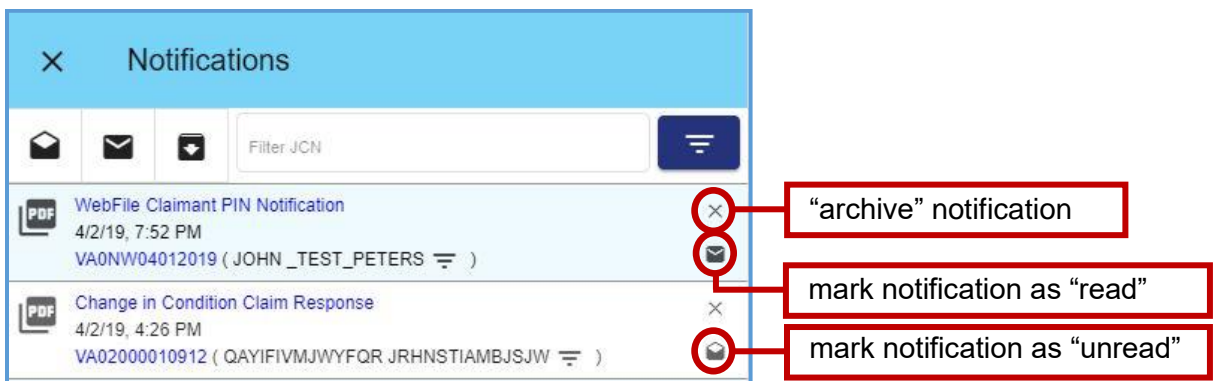 Notifications
Filter JCN
PDF
WebFile Claimant PIN Notification
4/2/19, 7:52 PM
VA0NW04012019 ( JOHN _TEST_PETERS )
“archive” notification
mark notification as “read”
PDF
Change in Condition Claim Response
4/2/19, 4:26 PM
VA02000010912 ( QAYIFIVMJWYFQR JRHNSTIAMBJSJW )
mark notification as “unread”